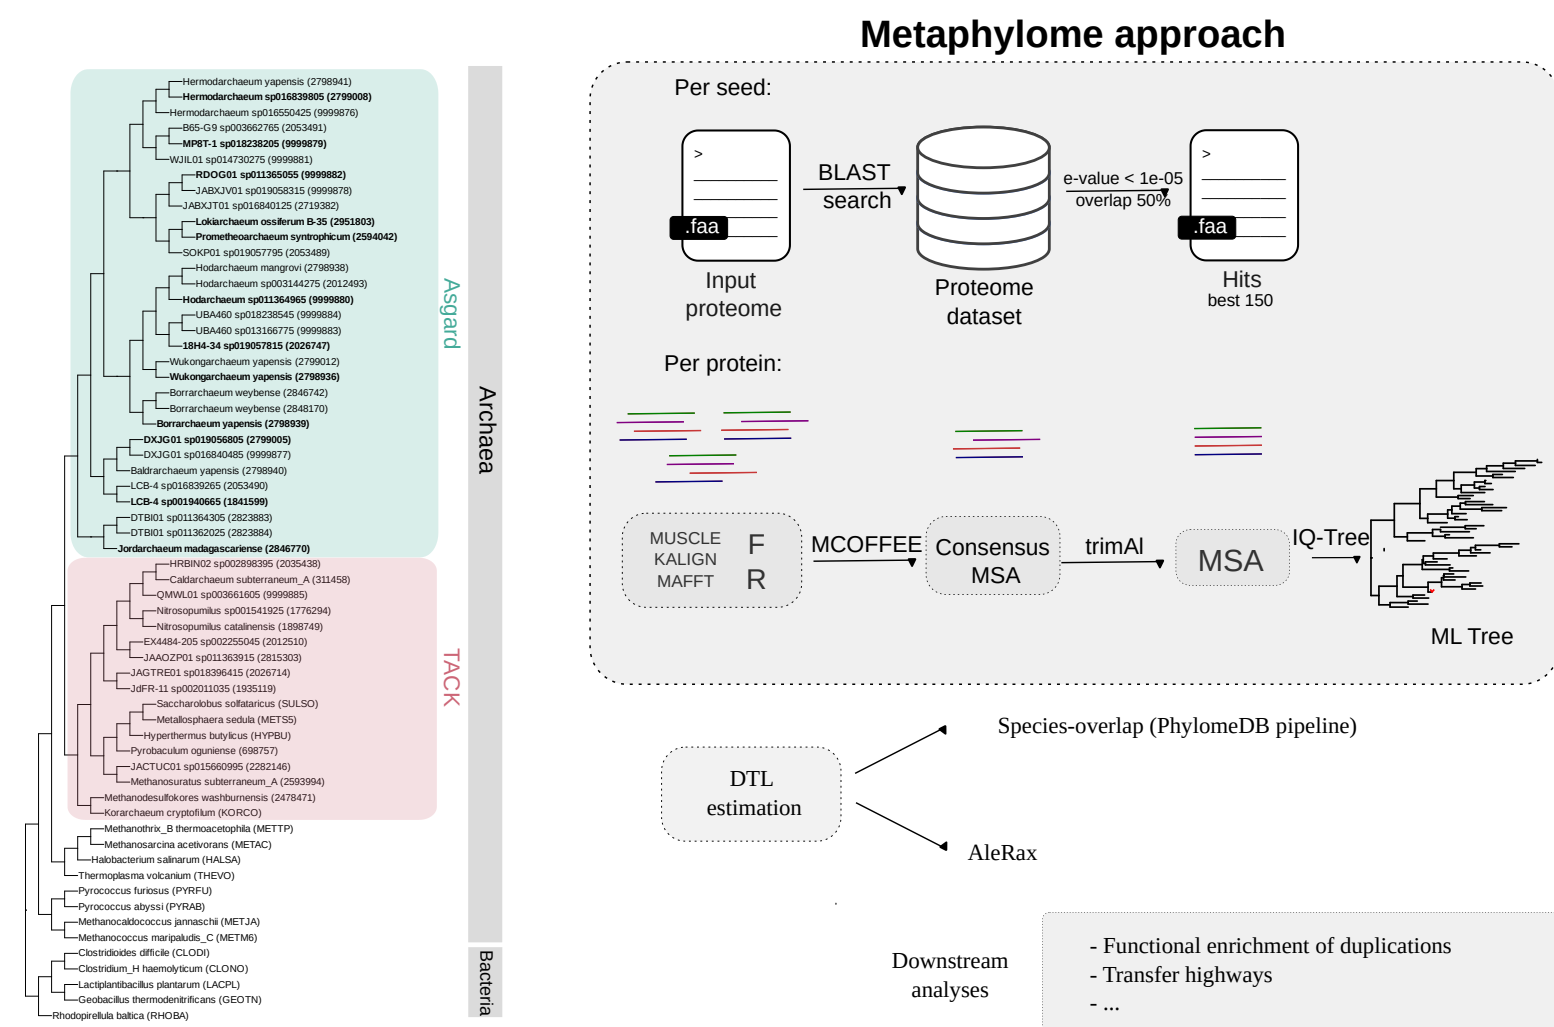 Metaphylome approach
Hermodarchaeum yapensis (2798941)
Hermodarchaeum sp016839805 (2799008)
Hermodarchaeum sp016550425 (9999876)
B65-G9 sp003662765 (2053491)
MP8T-1 sp018238205 (9999879)
WJIL01 sp014730275 (9999881)
RDOG01 sp011365055 (9999882)
JABXJV01 sp019058315 (9999878)
JABXJT01 sp016840125 (2719382)
Lokiarchaeum ossiferum B-35 (2951803)
Prometheoarchaeum syntrophicum (2594042)
SOKP01 sp019057795 (2053489)
Hodarchaeum mangrovi (2798938)
Hodarchaeum sp003144275 (2012493)
Hodarchaeum sp011364965 (9999880)
UBA460 sp018238545 (9999884)
UBA460 sp013166775 (9999883)
18H4-34 sp019057815 (2026747)
Wukongarchaeum yapensis (2799012)
Wukongarchaeum yapensis (2798936)
Borrarchaeum weybense (2846742)
Borrarchaeum weybense (2848170)
Borrarchaeum yapensis (2798939)
DXJG01 sp019056805 (2799005)
DXJG01 sp016840485 (9999877)
Baldrarchaeum yapensis (2798940)
LCB-4 sp016839265 (2053490)
LCB-4 sp001940665 (1841599)
DTBI01 sp011364305 (2823883)
DTBI01 sp011362025 (2823884)
Jordarchaeum madagascariense (2846770)
HRBIN02 sp002898395 (2035438)
Caldarchaeum subterraneum_A (311458)
QMWL01 sp003661605 (9999885)
Nitrosopumilus sp001541925 (1776294)
Nitrosopumilus catalinensis (1898749)
EX4484-205 sp002255045 (2012510)
JAAOZP01 sp011363915 (2815303)
JAGTRE01 sp018396415 (2026714)
JdFR-11 sp002011035 (1935119)
Saccharolobus solfataricus (SULSO)
Metallosphaera sedula (METS5)
Hyperthermus butylicus (HYPBU)
Pyrobaculum oguniense (698757)
JACTUC01 sp015660995 (2282146)
Methanosuratus subterraneum_A (2593994)
Methanodesulfokores washburnensis (2478471)
Korarchaeum cryptofilum (KORCO)
Methanothrix_B thermoacetophila (METTP)
Methanosarcina acetivorans (METAC)
Halobacterium salinarum (HALSA)
Thermoplasma volcanium (THEVO)
Pyrococcus furiosus (PYRFU)
Pyrococcus abyssi (PYRAB)
Methanocaldococcus jannaschii (METJA)
Methanococcus maripaludis_C (METM6)
Clostridioides difficile (CLODI)
Clostridium_H haemolyticum (CLONO)
Lactiplantibacillus plantarum (LACPL)
Geobacillus thermodenitrificans (GEOTN)
Rhodopirellula baltica (RHOBA)
Asgard
TACK
Archaea
Bacteria
Per seed:
>
.faa
Input
proteome
BLAST
search
Proteome
dataset
e-value < 1e-05
overlap 50%
>
.faa
Hits
best 150
Per protein:
MUSCLE
KALIGN
MAFFT
F
R
MCOFFEE
Consensus
MSA
trimAl
MSA
IQ-Tree
ML Tree
DTL
estimation
Species-overlap (PhylomeDB pipeline)
AleRax
Downstream
analyses
- Functional enrichment of duplications
- Transfer highways
- ...